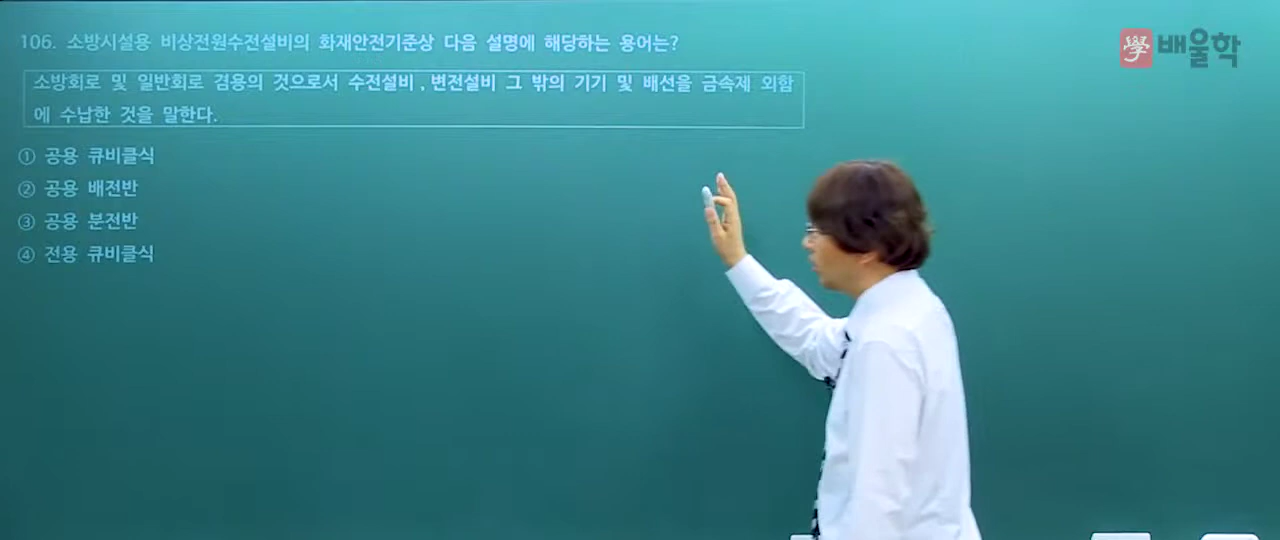 106. 소방시설용 비상전원수전설비의 화재안전기준상 다음 설명에 해당하는 용어는?
學 배울학
소방회로 및 일반회로 겸용의 것으로서 수전설비, 변전설비 그 밖의 기기 및 배선을 금속제 외함
에 수납한 것을 말한다.
① 공용 큐비클식
② 공용 배전반
③ 공용 분전반
④ 전용 큐비클식